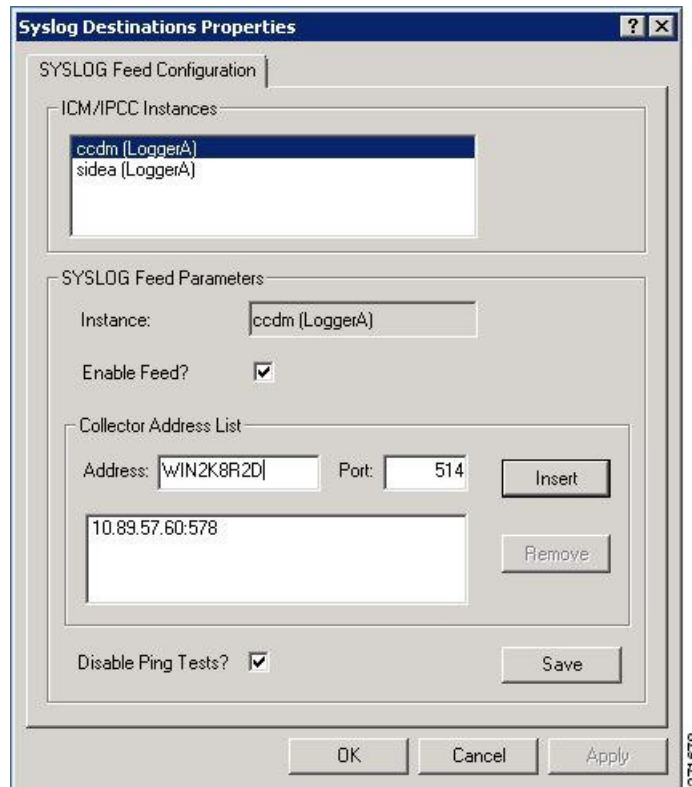 Syslog Destinations Properties
SYSLOG Feed Configuration
ICM/IPCC Instances
ccdm (LoggerA)
sidea (LoggerA)
SYSLOG Feed Parameters
Instance: ccdm (LoggerA)
Enable Feed?
Collector Address List
Address: WIN2K8R2D Port: 514 Insert
10.89.57.60:578
Remove
Disable Ping Tests? Save
OK Cancel Apply